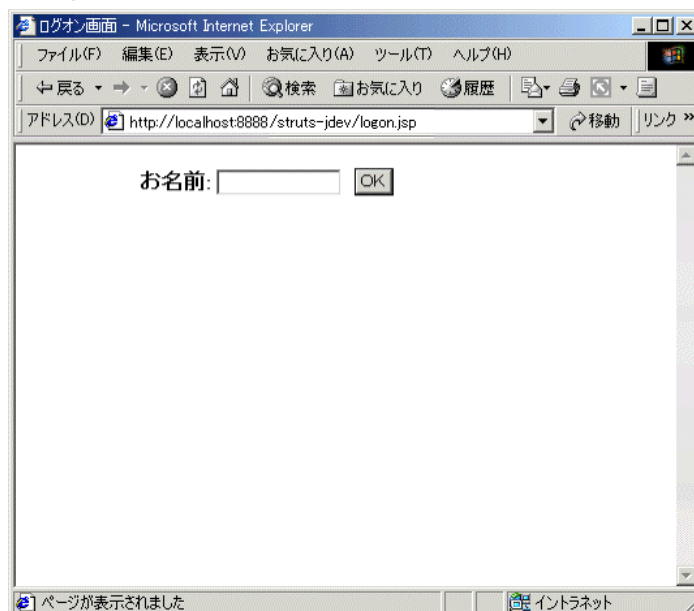 ログオン画面 - Microsoft Internet Explorer
ファイル(F) 編集(E) 表示(V) お気に入り(A) ツール(T) ヘルプ(H)
戻る 検索 お気に入り 履歴
アドレス(D) http://localhost:8888/struts-jdev/logon.jsp 移動 リンク »
お名前: OK
ページが表示されました イントラネット